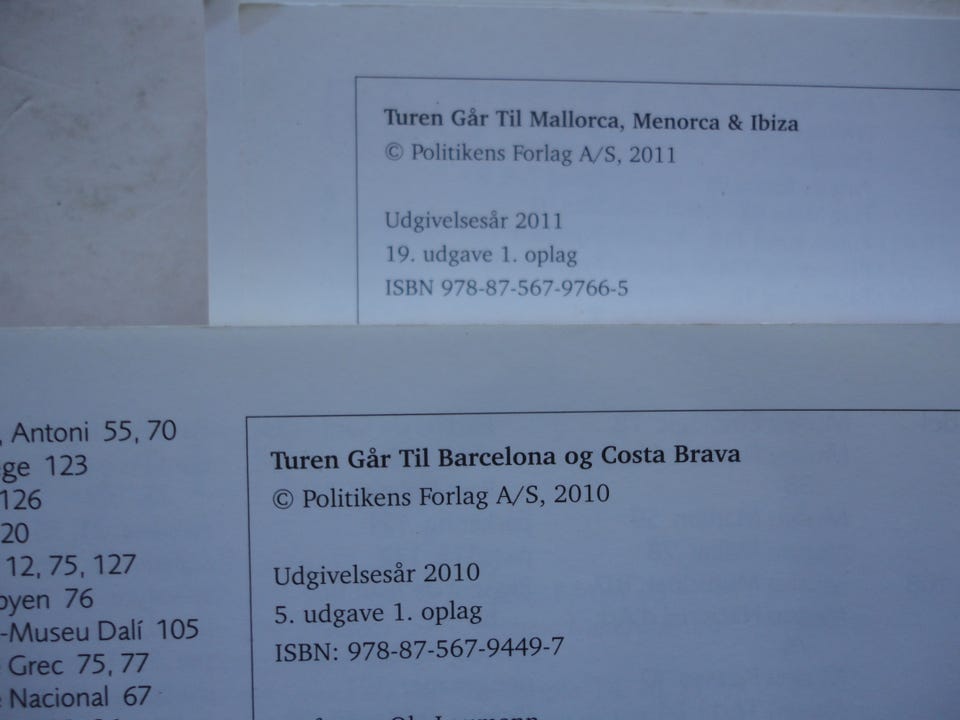 Turen Går Til Mallorca, Menorca & Ibiza
© Politikens Forlag A/S, 2011
Udgivelsesår 2011
19. udgave 1. oplag
ISBN 978-87-567-9766-5
, Antoni 55, 70
ge 123
126
20
12, 75, 127
oyen 76
-Museu Dalí 105
Grec 75, 77
Nacional 67
Turen Går Til Barcelona og Costa Brava
© Politikens Forlag A/S, 2010
Udgivelsesår 2010
5. udgave 1. oplag
ISBN: 978-87-567-9449-7